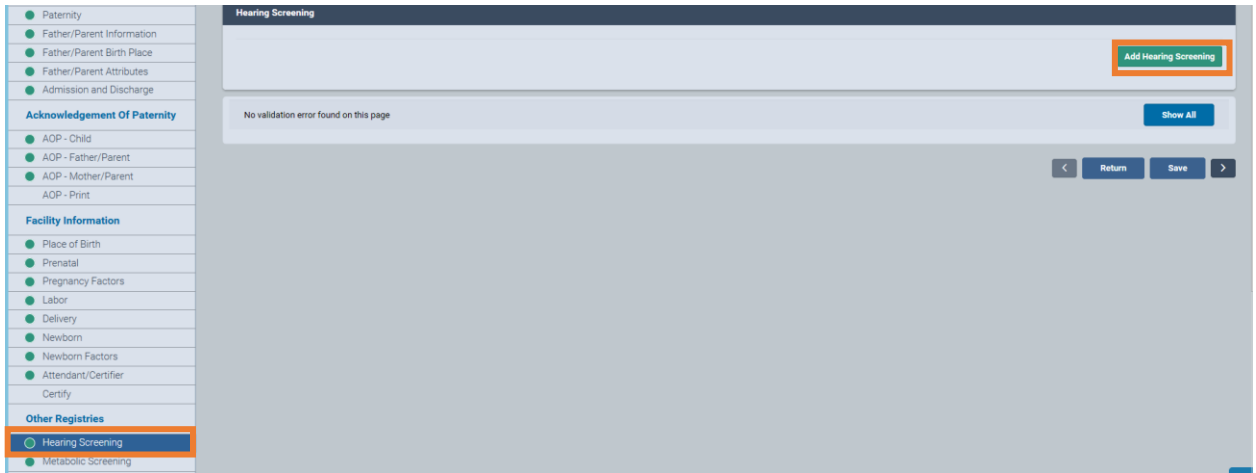 Paternity
Father/Parent Information
Father/Parent Birth Place
Father/Parent Attributes
Admission and Discharge
Acknowledgement Of Paternity
AOP - Child
AOP - Father/Parent
AOP - Mother/Parent
AOP - Print
Facility Information
Place of Birth
Prenatal
Pregnancy Factors
Labor
Delivery
Newborn
Newborn Factors
Attendant/Certifier
Certify
Other Registries
Hearing Screening
Metabolic Screening
Hearing Screening
Add Hearing Screening
No validation error found on this page
Show All
< Return Save >